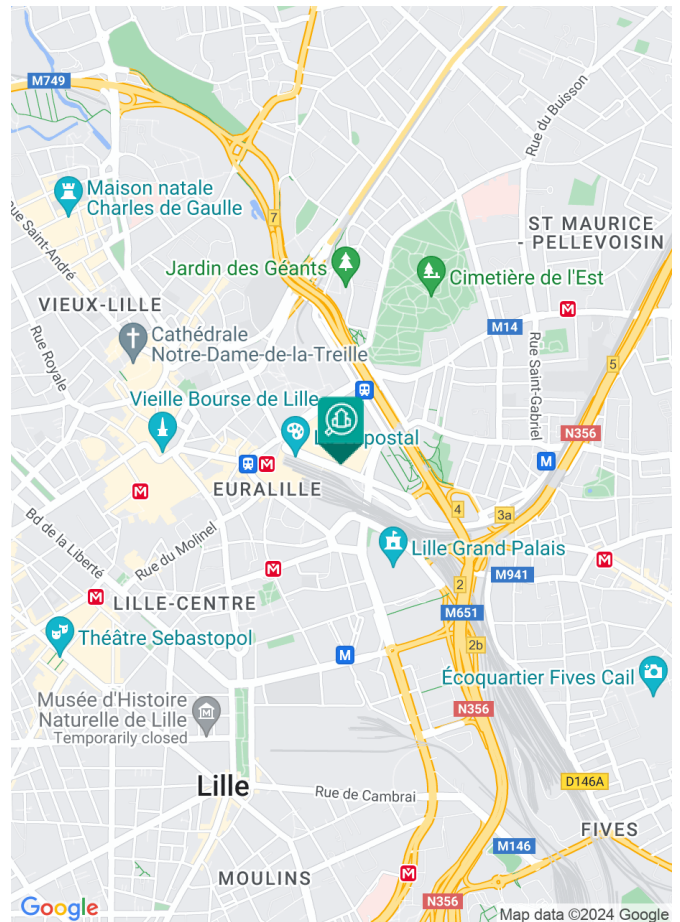 M749
Maison natale
Charles de Gaulle
Rue Saint-André
Rue du Buisson
7
ST MAURICE
- PELLEVOISIN
Jardin des Géants
Cimetière de l'Est
VIEUX-LILLE
M14
Cathédrale
Notre-Dame-de-la-Treille
Rue Royale
Rue Saint-Gabriel
5
Vieille Bourse de Lille
N356
postal
EURALILLE
M
4
3a
Bd de la Liberté
Rue du Molinel
Lille Grand Palais
2
M941
LILLE-CENTRE
M651
Théâtre Sebastopol
2b
M
Écoquartier Fives Cail
Musée d'Histoire
Naturelle de Lille
Temporarily closed
N356
Lille
Rue de Cambrai
D146A
FIVES
M146
MOULINS
N356
Google
Map data ©2024 Google